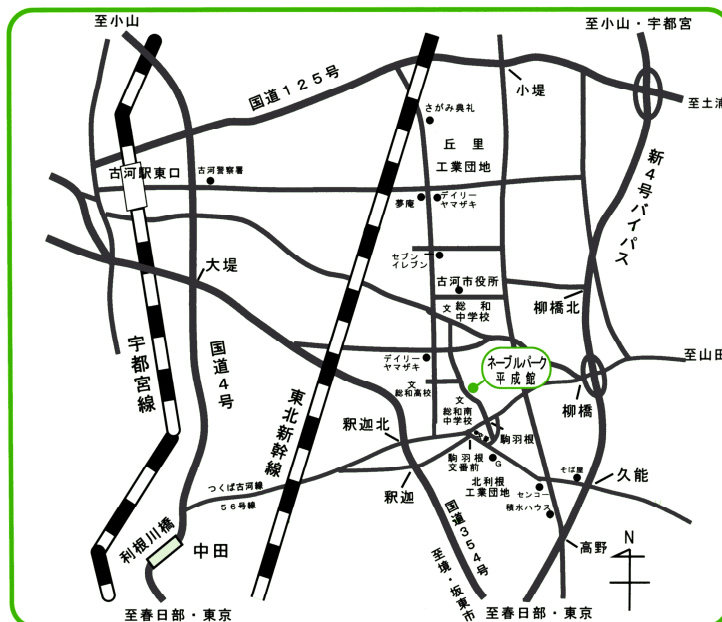 至小山
至小山・宇都宮
国道125号
小堤
至土浦
さがみ典礼
丘里
工業団地
新4号バイパス
古河駅東口
古河警察署
夢庵
デイリー
ヤマザキ
セブン
イレブン
大堤
古河市役所
文 総和
中学校
柳橋北
宇都宮線
国道4号
東北新幹線
デイリー
ヤマザキ
ネーブルパーク
平成館
至山田
文
総和高校
文
総和南
中学校
柳橋
釈迦北
駒羽根
駒羽根
文番前
G
北利根
工業団地
そば屋
久能
センコー
積水ハウス
釈迦
つくば古河線
56号線
国道354号
利根川橋
中田
高野
N
至境・坂東市
至春日部・東京
至春日部・東京